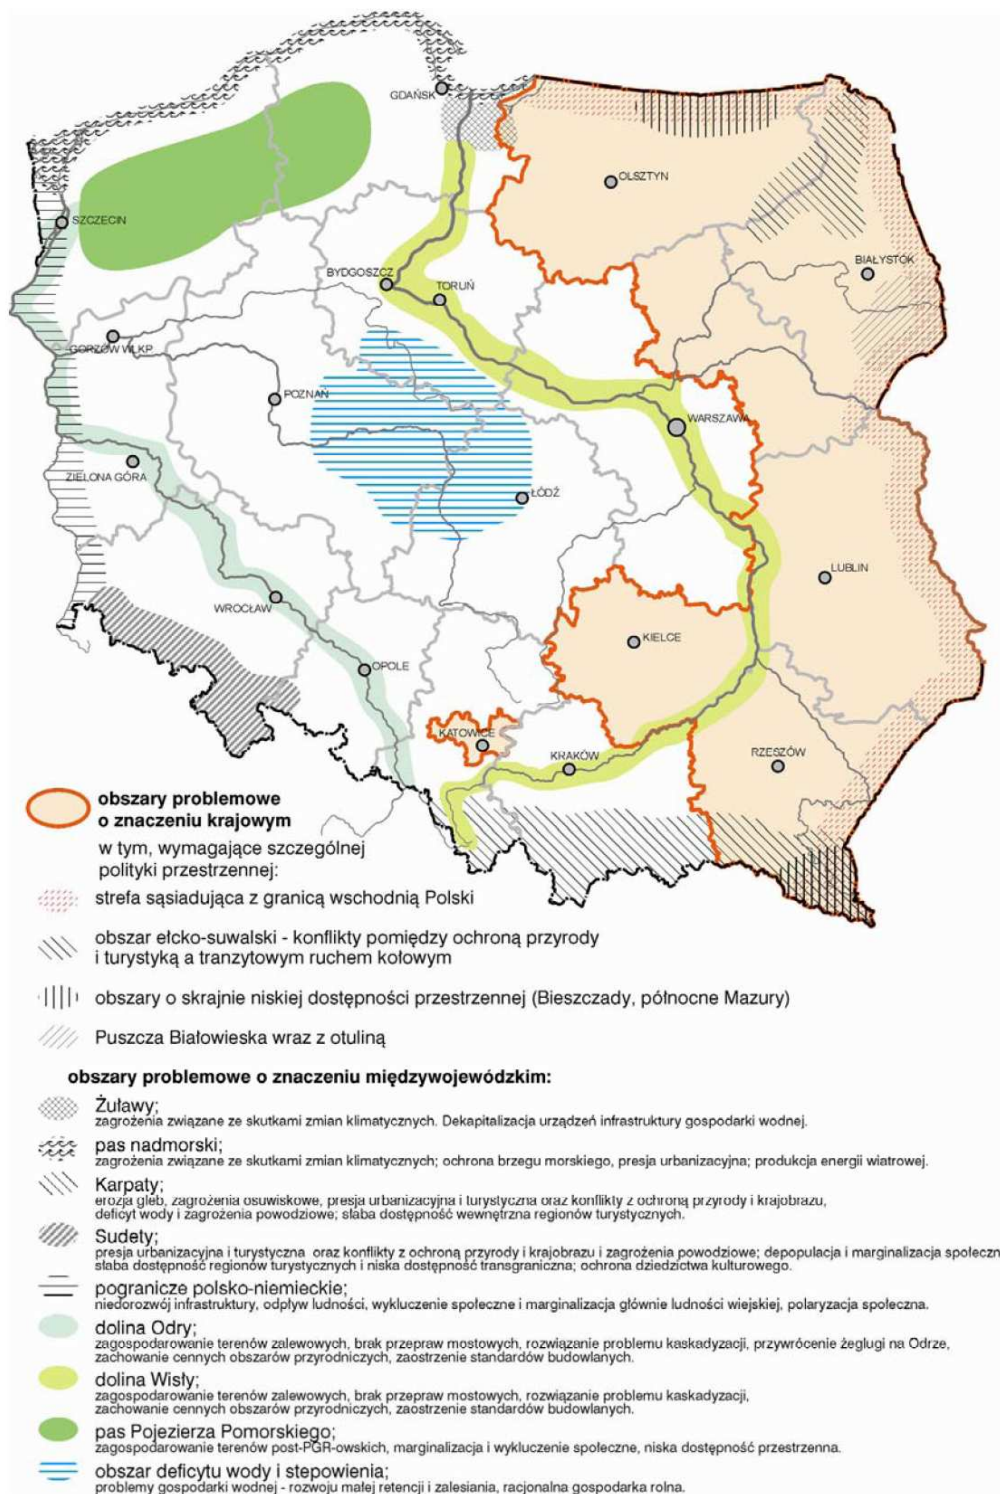 GDAŃSK
OLSZTYN
SZCZECIN
BYDGOSZCZ
TORUŃ
BIAŁYSTOK
GORZÓW WLKP.
POZNAŃ
WARSZAWA
ZIELONA GÓRA
ŁÓDŹ
LUBLIN
WROCŁAW
KIELCE
OPOLE
KATOWICE
KRAKÓW
RZESZÓW
obszary problemowe
o znaczeniu krajowym
w tym, wymagające szczególnej
polityki przestrzennej:
strefa sąsiadująca z granicą wschodnią Polski
obszar ełcko-suwalski - konflikty pomiędzy ochroną przyrody
i turystyką a tranzytowym ruchem kołowym
obszary o skrajnie niskiej dostępności przestrzennej (Bieszczady, północne Mazury)
Puszcza Białowieska wraz z otuliną
obszary problemowe o znaczeniu międzywojewódzkim:
Żuławy;
zagrożenia związane ze skutkami zmian klimatycznych. Dekapitalizacja urządzeń infrastruktury gospodarki wodnej.
pas nadmorski;
zagrożenia związane ze skutkami zmian klimatycznych; ochrona brzegu morskiego, presja urbanizacyjna; produkcja energii wiatrowej.
Karpaty;
erozja gleb, zagrożenia osuwiskowe, presja urbanizacyjna i turystyczna oraz konflikty z ochroną przyrody i krajobrazu,
deficyt wody i zagrożenia powodziowe; słaba dostępność wewnętrzna regionów turystycznych.
Sudety;
presja urbanizacyjna i turystyczna oraz konflikty z ochroną przyrody i krajobrazu i zagrożenia powodziowe; depopulacja i marginalizacja społeczn
słaba dostępność regionów turystycznych i niska dostępność transgraniczna; ochrona dziedzictwa kulturowego.
pogranicze polsko-niemieckie;
niedorozwój infrastruktury, odpływ ludności, wykluczenie społeczne i marginalizacja głównie ludności wiejskiej, polaryzacja społeczna.
dolina Odry;
zagospodarowanie terenów zalewowych, brak przepraw mostowych, rozwiązanie problemu kaskadyzacji, przywrócenie żeglugi na Odrze,
zachowanie cennych obszarów przyrodniczych, zaostrzenie standardów budowlanych.
dolina Wisły;
zagospodarowanie terenów zalewowych, brak przepraw mostowych, rozwiązanie problemu kaskadyzacji,
zachowanie cennych obszarów przyrodniczych, zaostrzenie standardów budowlanych.
pas Pojezierza Pomorskiego;
zagospodarowanie terenów post-PGR-owskich, marginalizacja i wykluczenie społeczne, niska dostępność przestrzenna.
obszar deficytu wody i stepowienia;
problemy gospodarki wodnej - rozwoju małej retencji i zalesiania, racjonalna gospodarka rolna.